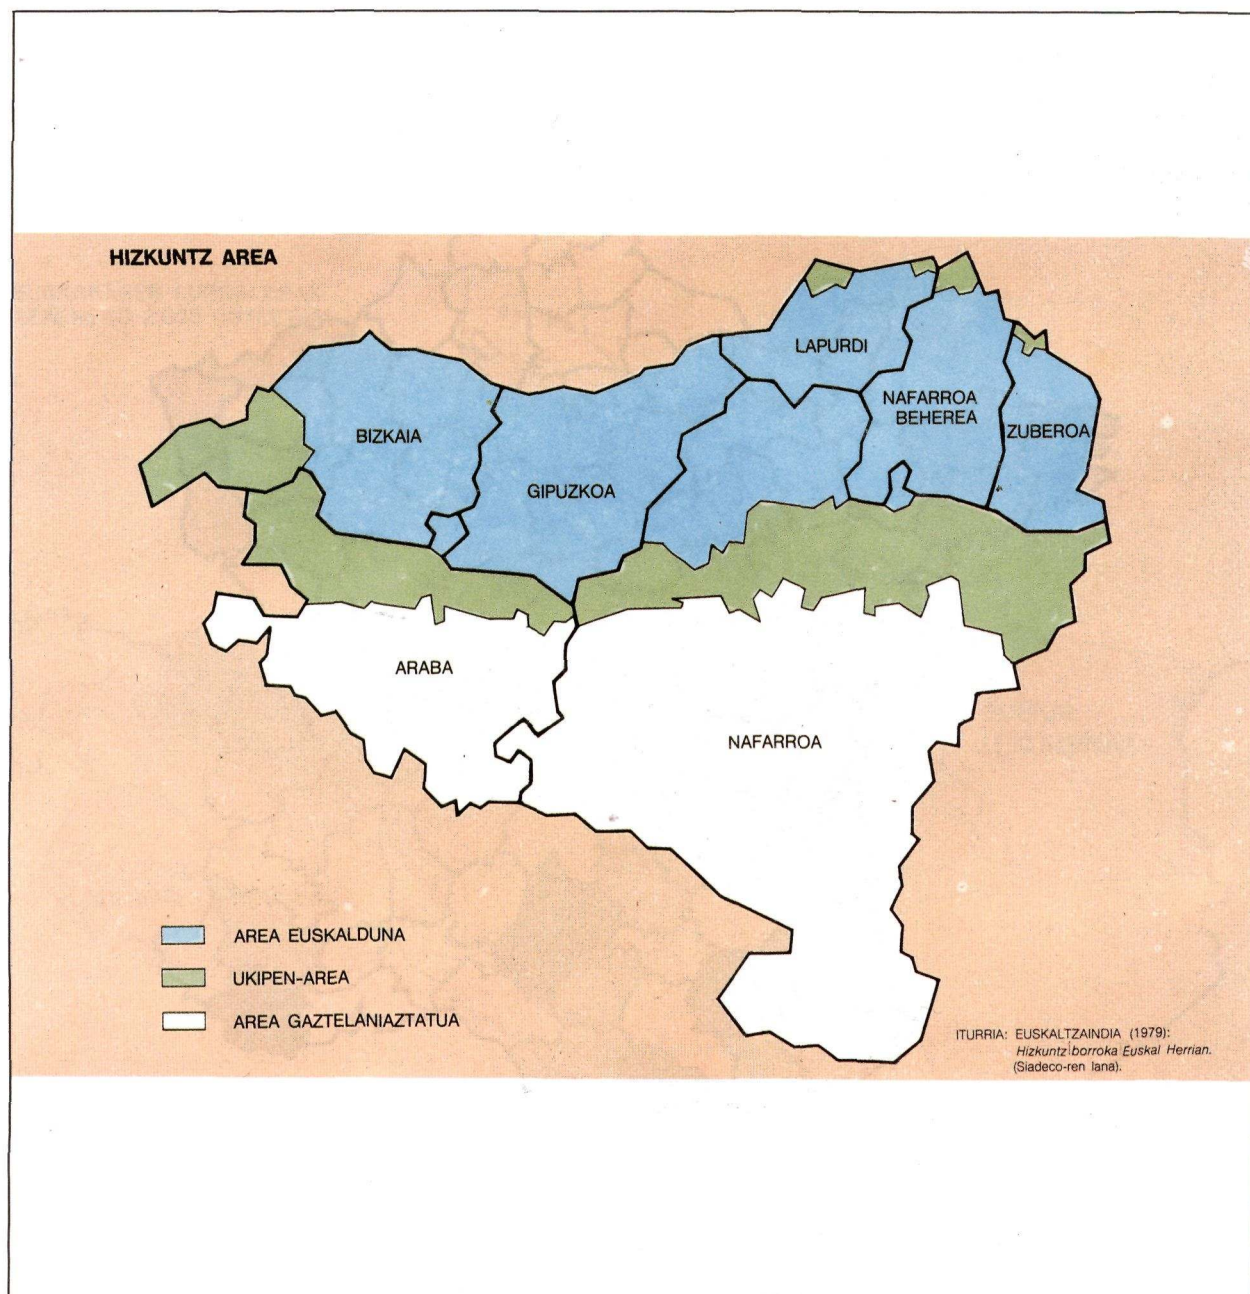 HIZKUNTZ AREA
LAPURDI
NAFARROA
BEHEREA
ZUBEROA
BIZKAIA
GIPUZKOA
ARABA
NAFARROA
AREA EUSKALDUNA
UKIPEN-AREA
AREA GAZTELANIAZTATUA
ITURRIA: EUSKALTZAINDIA (1979):
Hizkuntz borroka Euskal Herrian.
(Siadeco-ren lana).